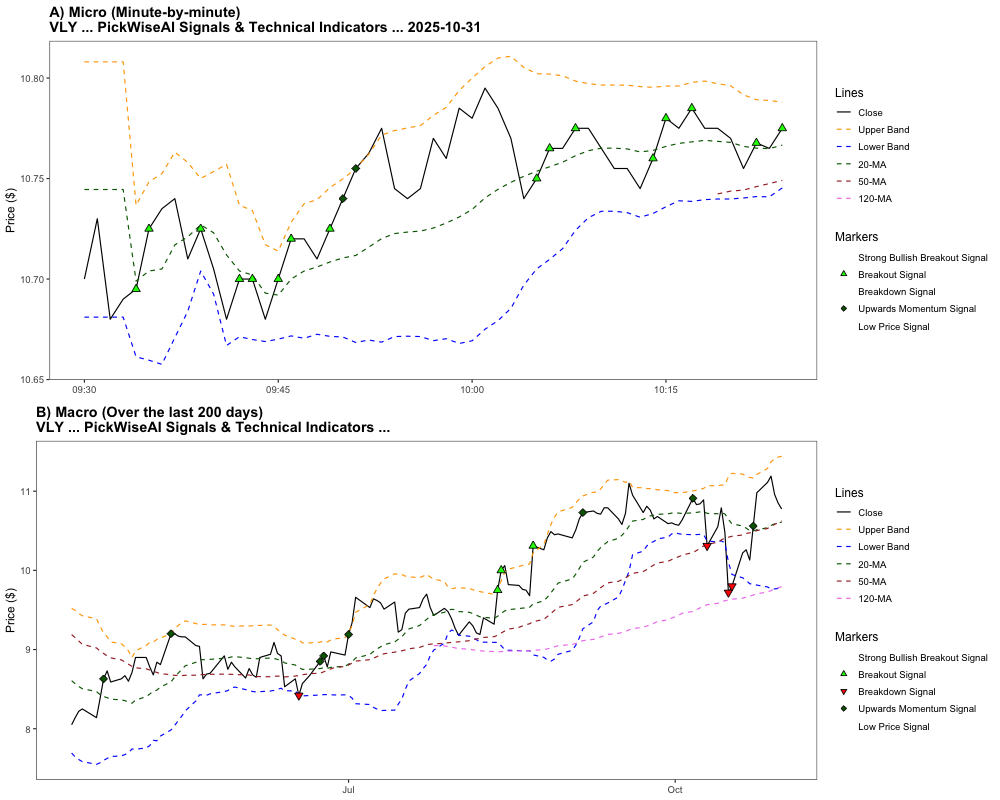 A) Micro (Minute-by-minute)
VLY ... PickWiseAI Signals & Technical Indicators ... 2025-10-31
Price ($)
10.80
10.75
10.70
10.65
09:30
09:45
10:00
10:15
Lines
Close
Upper Band
Lower Band
20-MA
50-MA
120-MA
Markers
Strong Bullish Breakout Signal
Breakout Signal
Breakdown Signal
Upwards Momentum Signal
Low Price Signal
B) Macro (Over the last 200 days)
VLY ... PickWiseAI Signals & Technical Indicators ...
Price ($)
11
10
9
8
Jul
Oct
Lines
Close
Upper Band
Lower Band
20-MA
50-MA
120-MA
Markers
Strong Bullish Breakout Signal
Breakout Signal
Breakdown Signal
Upwards Momentum Signal
Low Price Signal